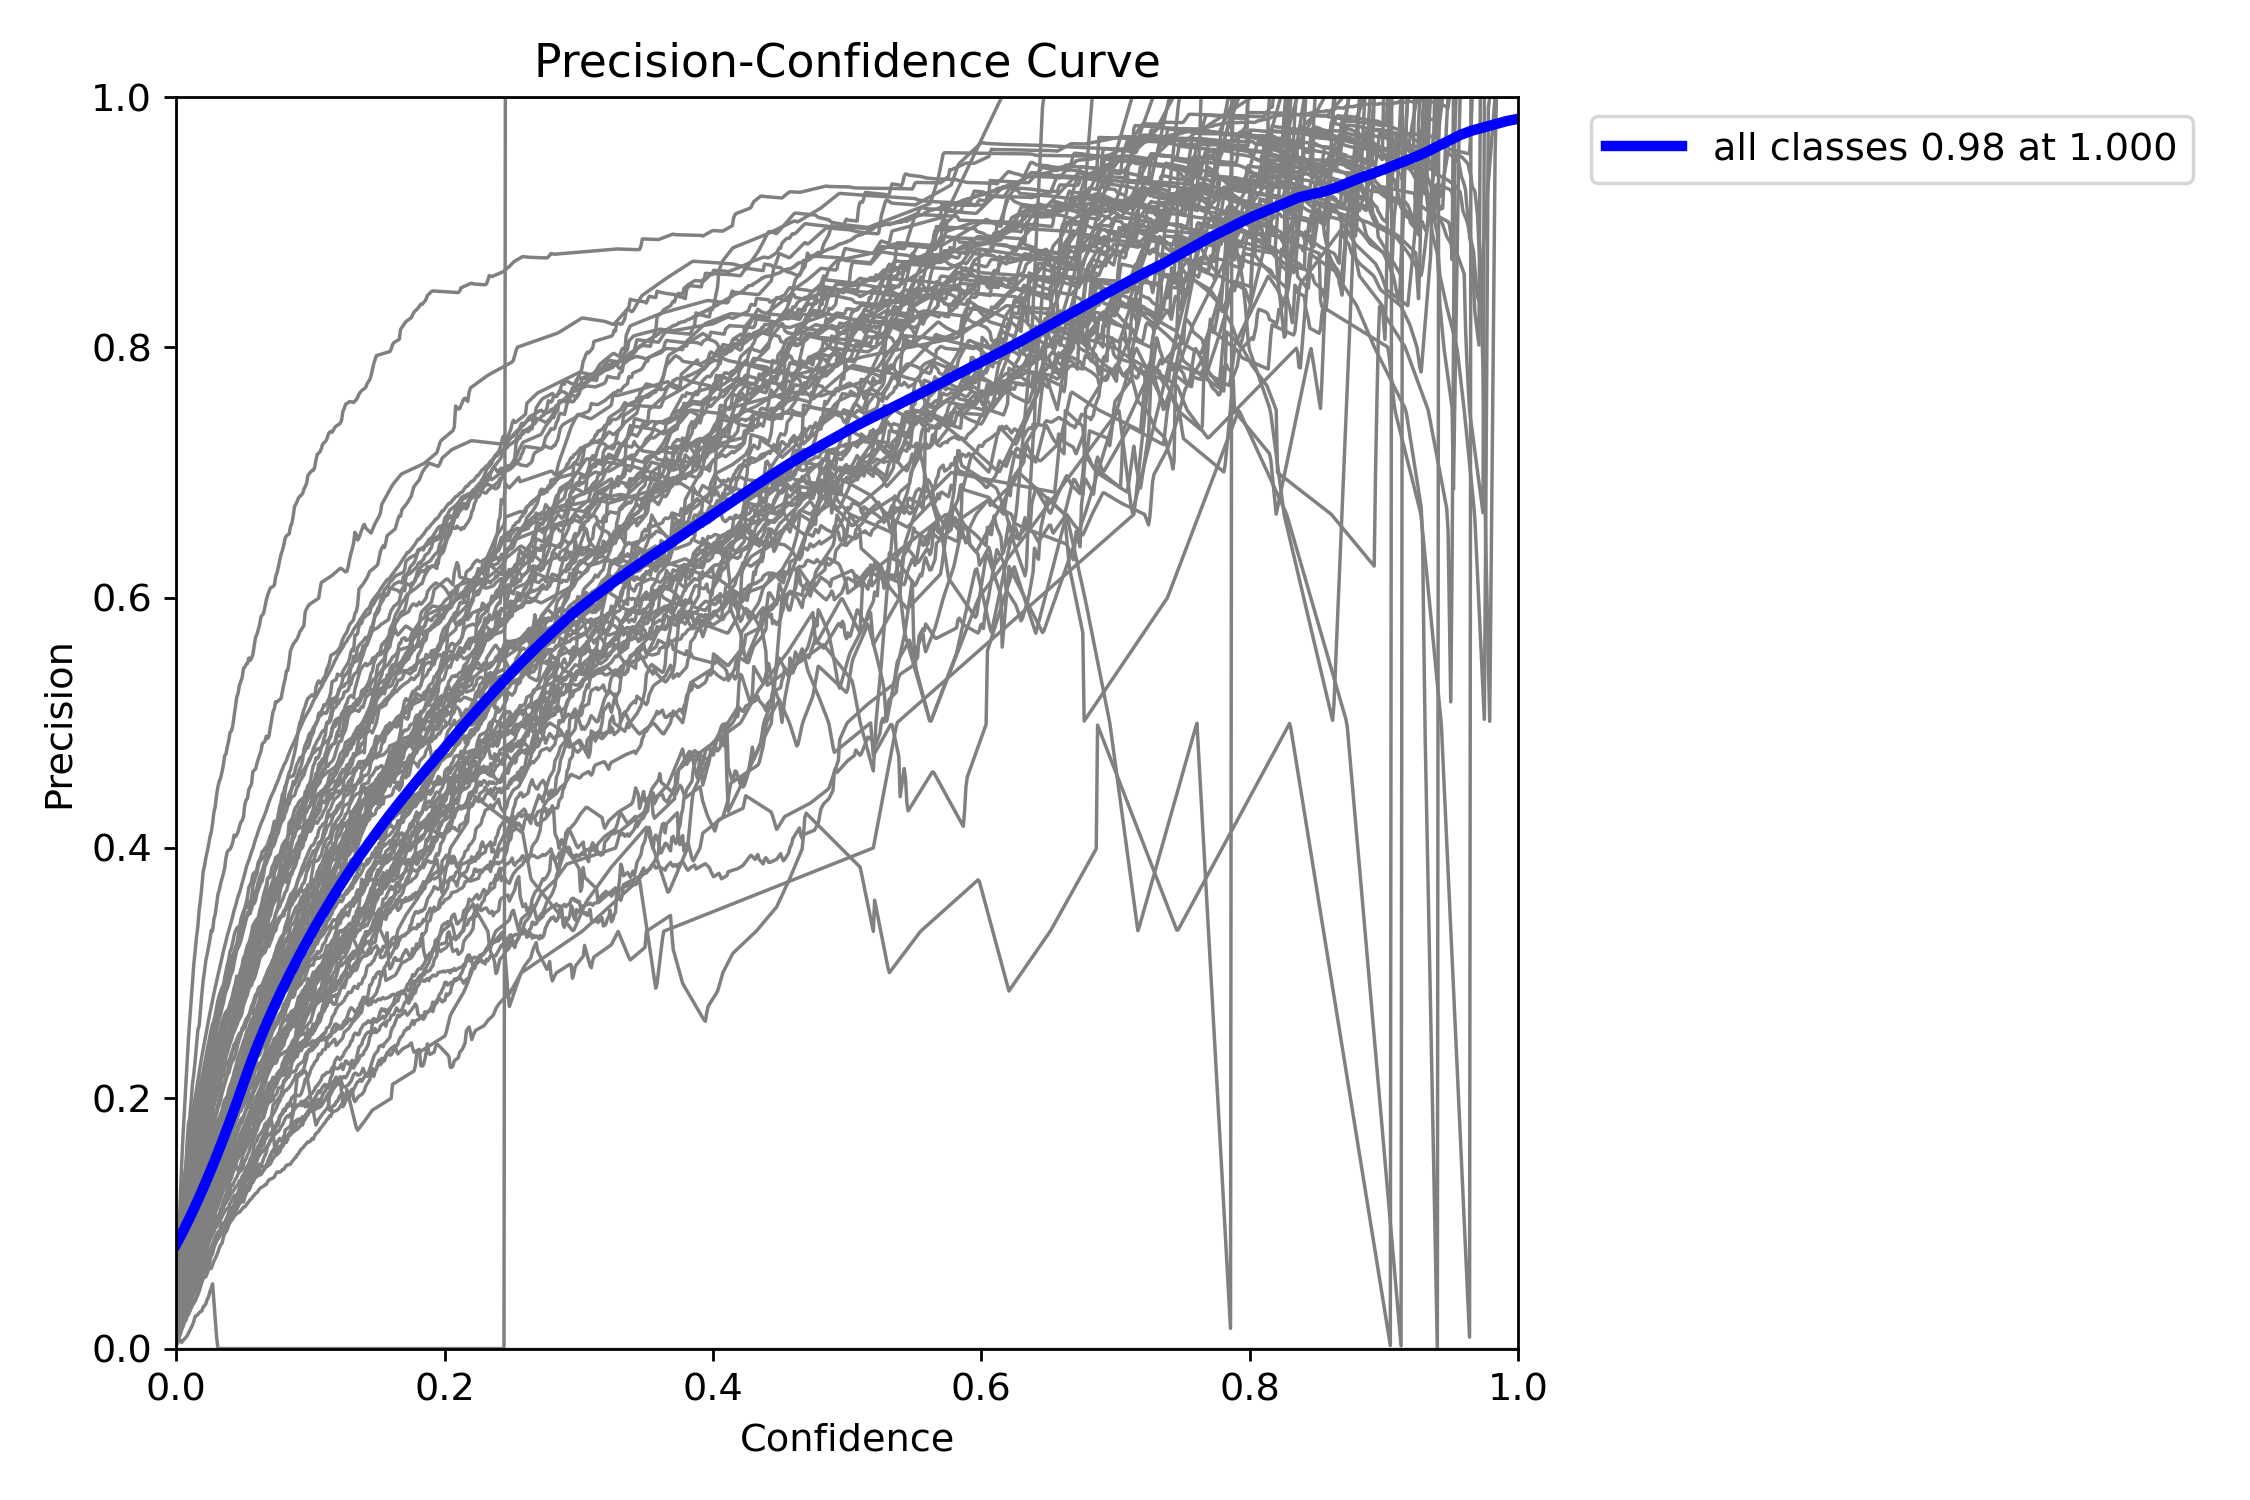 Precision-Confidence Curve
all classes 0.98 at 1.000
Precision
1.0
0.8
0.6
0.4
0.2
0.0
0.0 0.2 0.4 0.6 0.8 1.0
Confidence